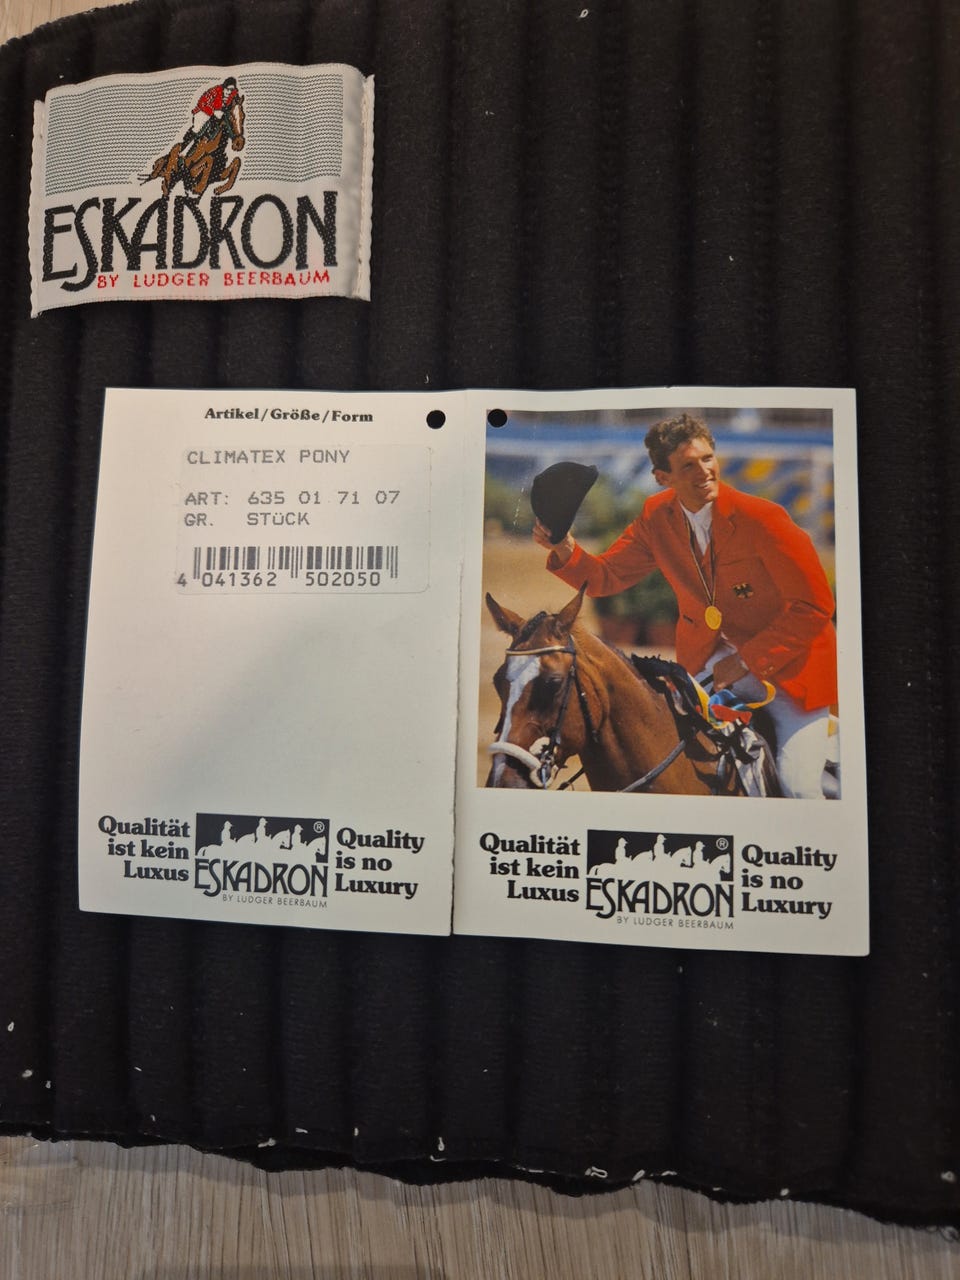 ESKADRON
BY LUDGER BEERBAUM
Artikel/Größe/Form
CLIMATEX PONY
ART: 635 01 71 07
GR. STüCK
4 041362 502050
Qualität
ist kein
Luxus
ESKADRON
®
BY LUDGER BEERBAUM
Quality
is no
Luxury
Qualität
ist kein
Luxus
ESKADRON
®
BY LUDGER BEERBAUM
Quality
is no
Luxury